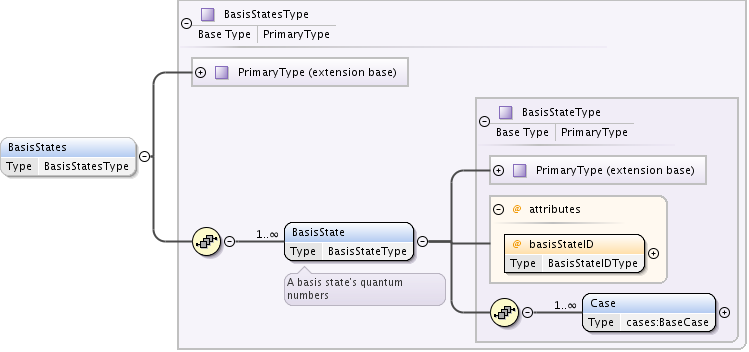 BasisStatesType
Base Type PrimaryType
PrimaryType (extension base)
BasisStateType
Base Type PrimaryType
BasisStates
Type BasisStatesType
PrimaryType (extension base)
@ attributes
1..∞
BasisState
Type BasisStateType
@ basisStateID
Type BasisStateIDType
A basis state's quantum
numbers
1..∞
Case
Type cases:BaseCase